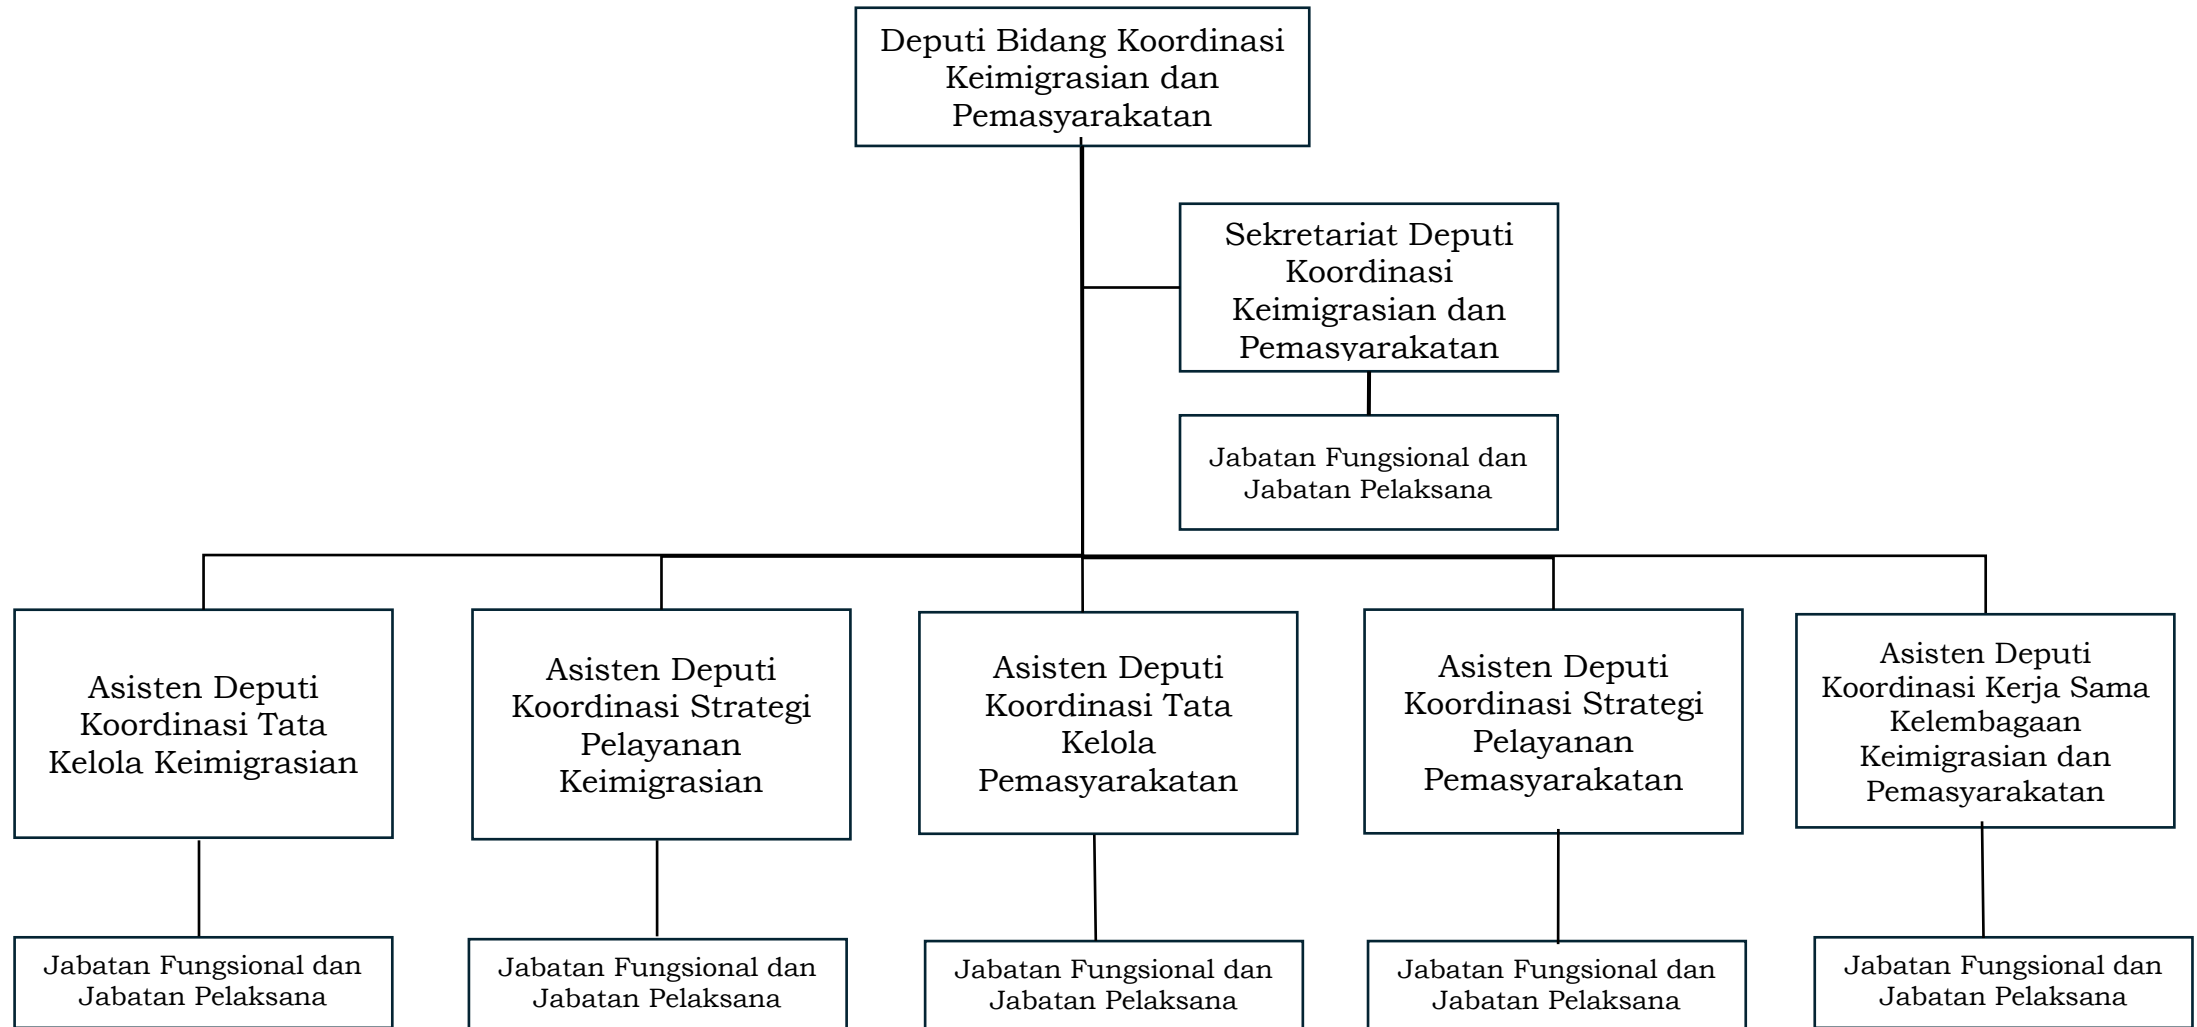 Deputi Bidang Koordinasi
Keimigrasian dan
Pemasyarakatan
Sekretariat Deputi
Koordinasi
Keimigrasian dan
Pemasyarakatan
Jabatan Fungsional dan
Jabatan Pelaksana
Asisten Deputi
Koordinasi Tata
Kelola Keimigrasian
Asisten Deputi
Koordinasi Strategi
Pelayanan
Keimigrasian
Asisten Deputi
Koordinasi Tata
Kelola
Pemasyarakatan
Asisten Deputi
Koordinasi Strategi
Pelayanan
Pemasyarakatan
Asisten Deputi
Koordinasi Kerja Sama
Kelembagaan
Keimigrasian dan
Pemasyarakatan
Jabatan Fungsional dan
Jabatan Pelaksana
Jabatan Fungsional dan
Jabatan Pelaksana
Jabatan Fungsional dan
Jabatan Pelaksana
Jabatan Fungsional dan
Jabatan Pelaksana
Jabatan Fungsional dan
Jabatan Pelaksana